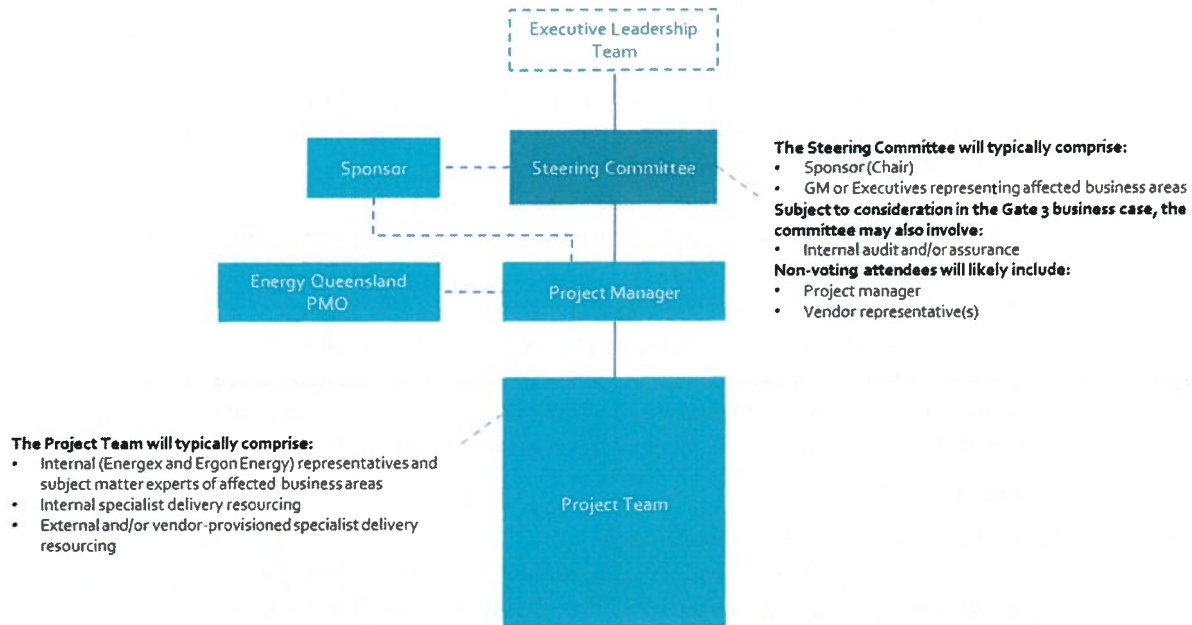 Executive Leadership
Team
Sponsor
Steering Committee
The Steering Committee will typically comprise:
• Sponsor (Chair)
• GM or Executives representing affected business areas
Subject to consideration in the Gate 3 business case, the
committee may also involve:
• Internal audit and/or assurance
Non-voting attendees will likely include:
• Project manager
• Vendor representative(s)
Energy Queensland
PMO
Project Manager
The Project Team will typically comprise:
• Internal (Energex and Ergon Energy) representatives and
subject matter experts of affected business areas
• Internal specialist delivery resourcing
• External and/or vendor-provisioned specialist delivery
resourcing
Project Team